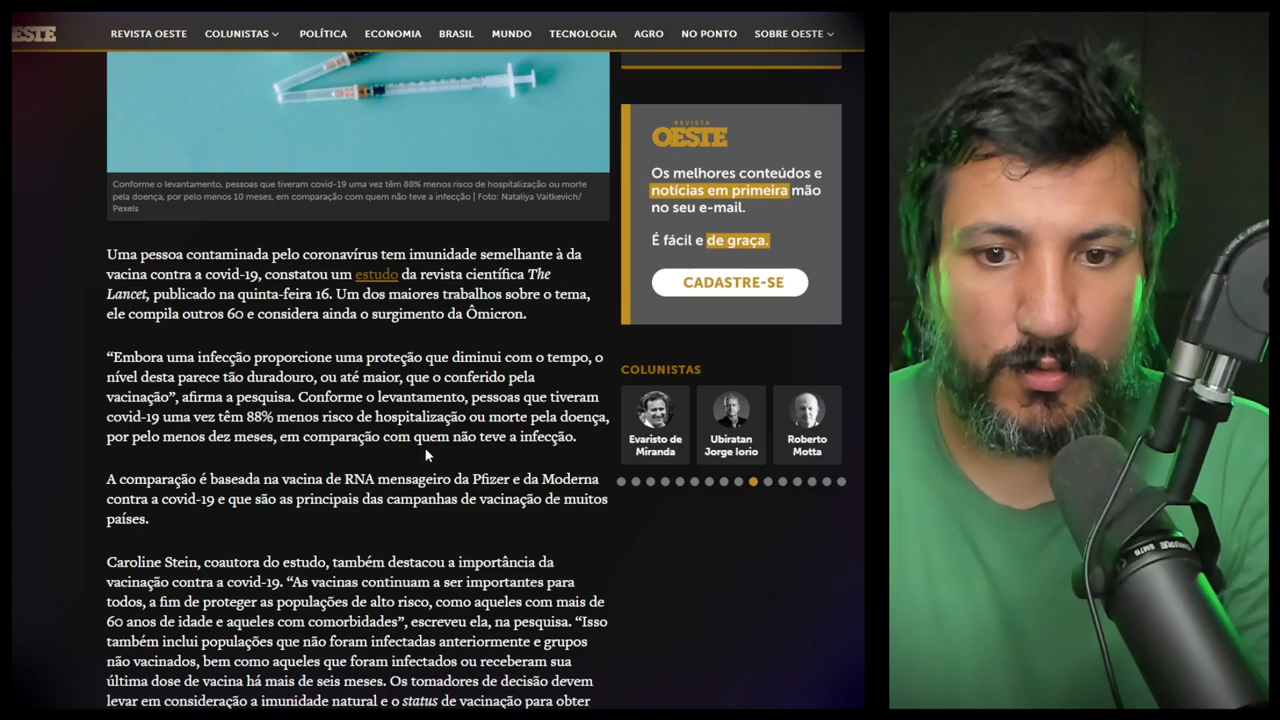 OESTE
REVISTA OESTE COLUNISTAS POLÍTICA ECONOMIA BRASIL MUNDO TECNOLOGIA AGRO NO PONTO SOBRE OESTE
Conforme o levantamento, pessoas que tiveram covid-19 uma vez têm 88% menos risco de hospitalização ou morte
pela doença, por pelo menos 10 meses, em comparação com quem não teve a infecção | Foto: Nataliya Vaitkevich/
Pexels
Uma pessoa contaminada pelo coronavírus tem imunidade semelhante à da
vacina contra a covid-19, constatou um estudo da revista científica The
Lancet, publicado na quinta-feira 16. Um dos maiores trabalhos sobre o tema,
ele compila outros 60 e considera ainda o surgimento da Ômicron.
“Embora uma infecção proporcione uma proteção que diminui com o tempo, o
nível desta parece tão duradouro, ou até maior, que o conferido pela
vacinação”, afirma a pesquisa. Conforme o levantamento, pessoas que tiveram
covid-19 uma vez têm 88% menos risco de hospitalização ou morte pela doença,
por pelo menos dez meses, em comparação com quem não teve a infecção.
A comparação é baseada na vacina de RNA mensageiro da Pfizer e da Moderna
contra a covid-19 e que são as principais das campanhas de vacinação de muitos
países.
Caroline Stein, coautora do estudo, também destacou a importância da
vacinação contra a covid-19. “As vacinas continuam a ser importantes para
todos, a fim de proteger as populações de alto risco, como aqueles com mais de
60 anos de idade e aqueles com comorbidades”, escreveu ela, na pesquisa. “Isso
também inclui populações que não foram infectadas anteriormente e grupos
não vacinados, bem como aqueles que foram infectados ou receberam sua
última dose de vacina há mais de seis meses. Os tomadores de decisão devem
levar em consideração a imunidade natural e o status de vacinação para obter
REVISTA
OESTE
Os melhores conteúdos e
notícias em primeira mão
no seu e-mail.
É fácil e de graça.
CADASTRE-SE
COLUNISTAS
Evaristo de
Miranda
Ubiratan
Jorge Iorio
Roberto
Motta
SHURE SM7B